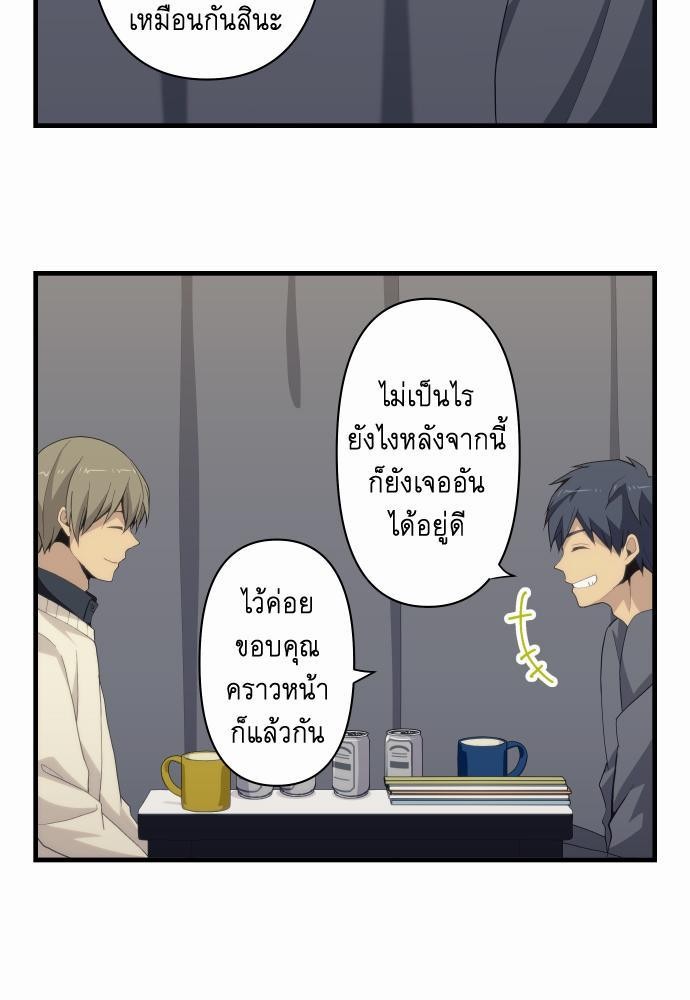 เหมือนกันสินะ
ไม่เป็นไร
ยังไงหลังจากนี้
ก็ยังเจออัน
ได้อยู่ดี
ไว้ค่อย
ขอบคุณ
คราวหน้า
ก็แล้วกัน